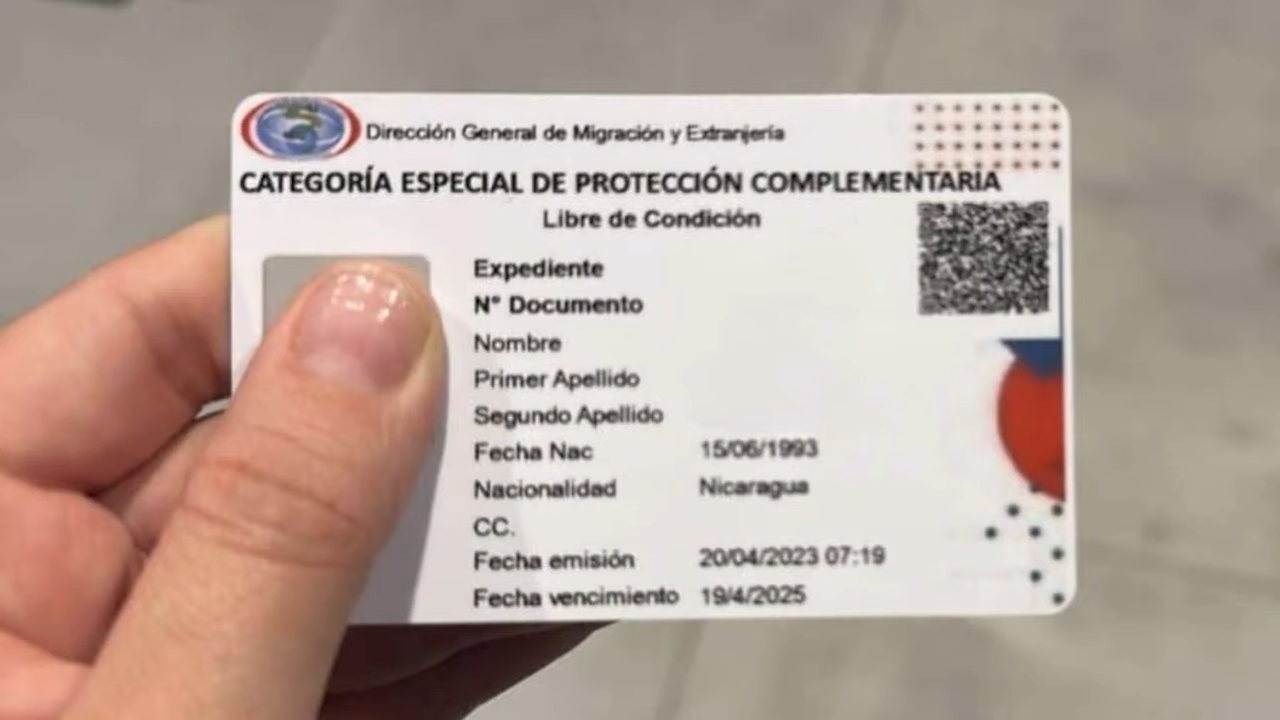 Dirección General de Migración y Extranjería
CATEGORÍA ESPECIAL DE PROTECCIÓN COMPLEMENTARIA
Libre de Condición
Expediente
N° Documento
Nombre
Primer Apellido
Segundo Apellido
Fecha Nac 15/06/1993
Nacionalidad Nicaragua
CC.
Fecha emisión 20/04/2023 07:19
Fecha vencimiento 19/4/2025